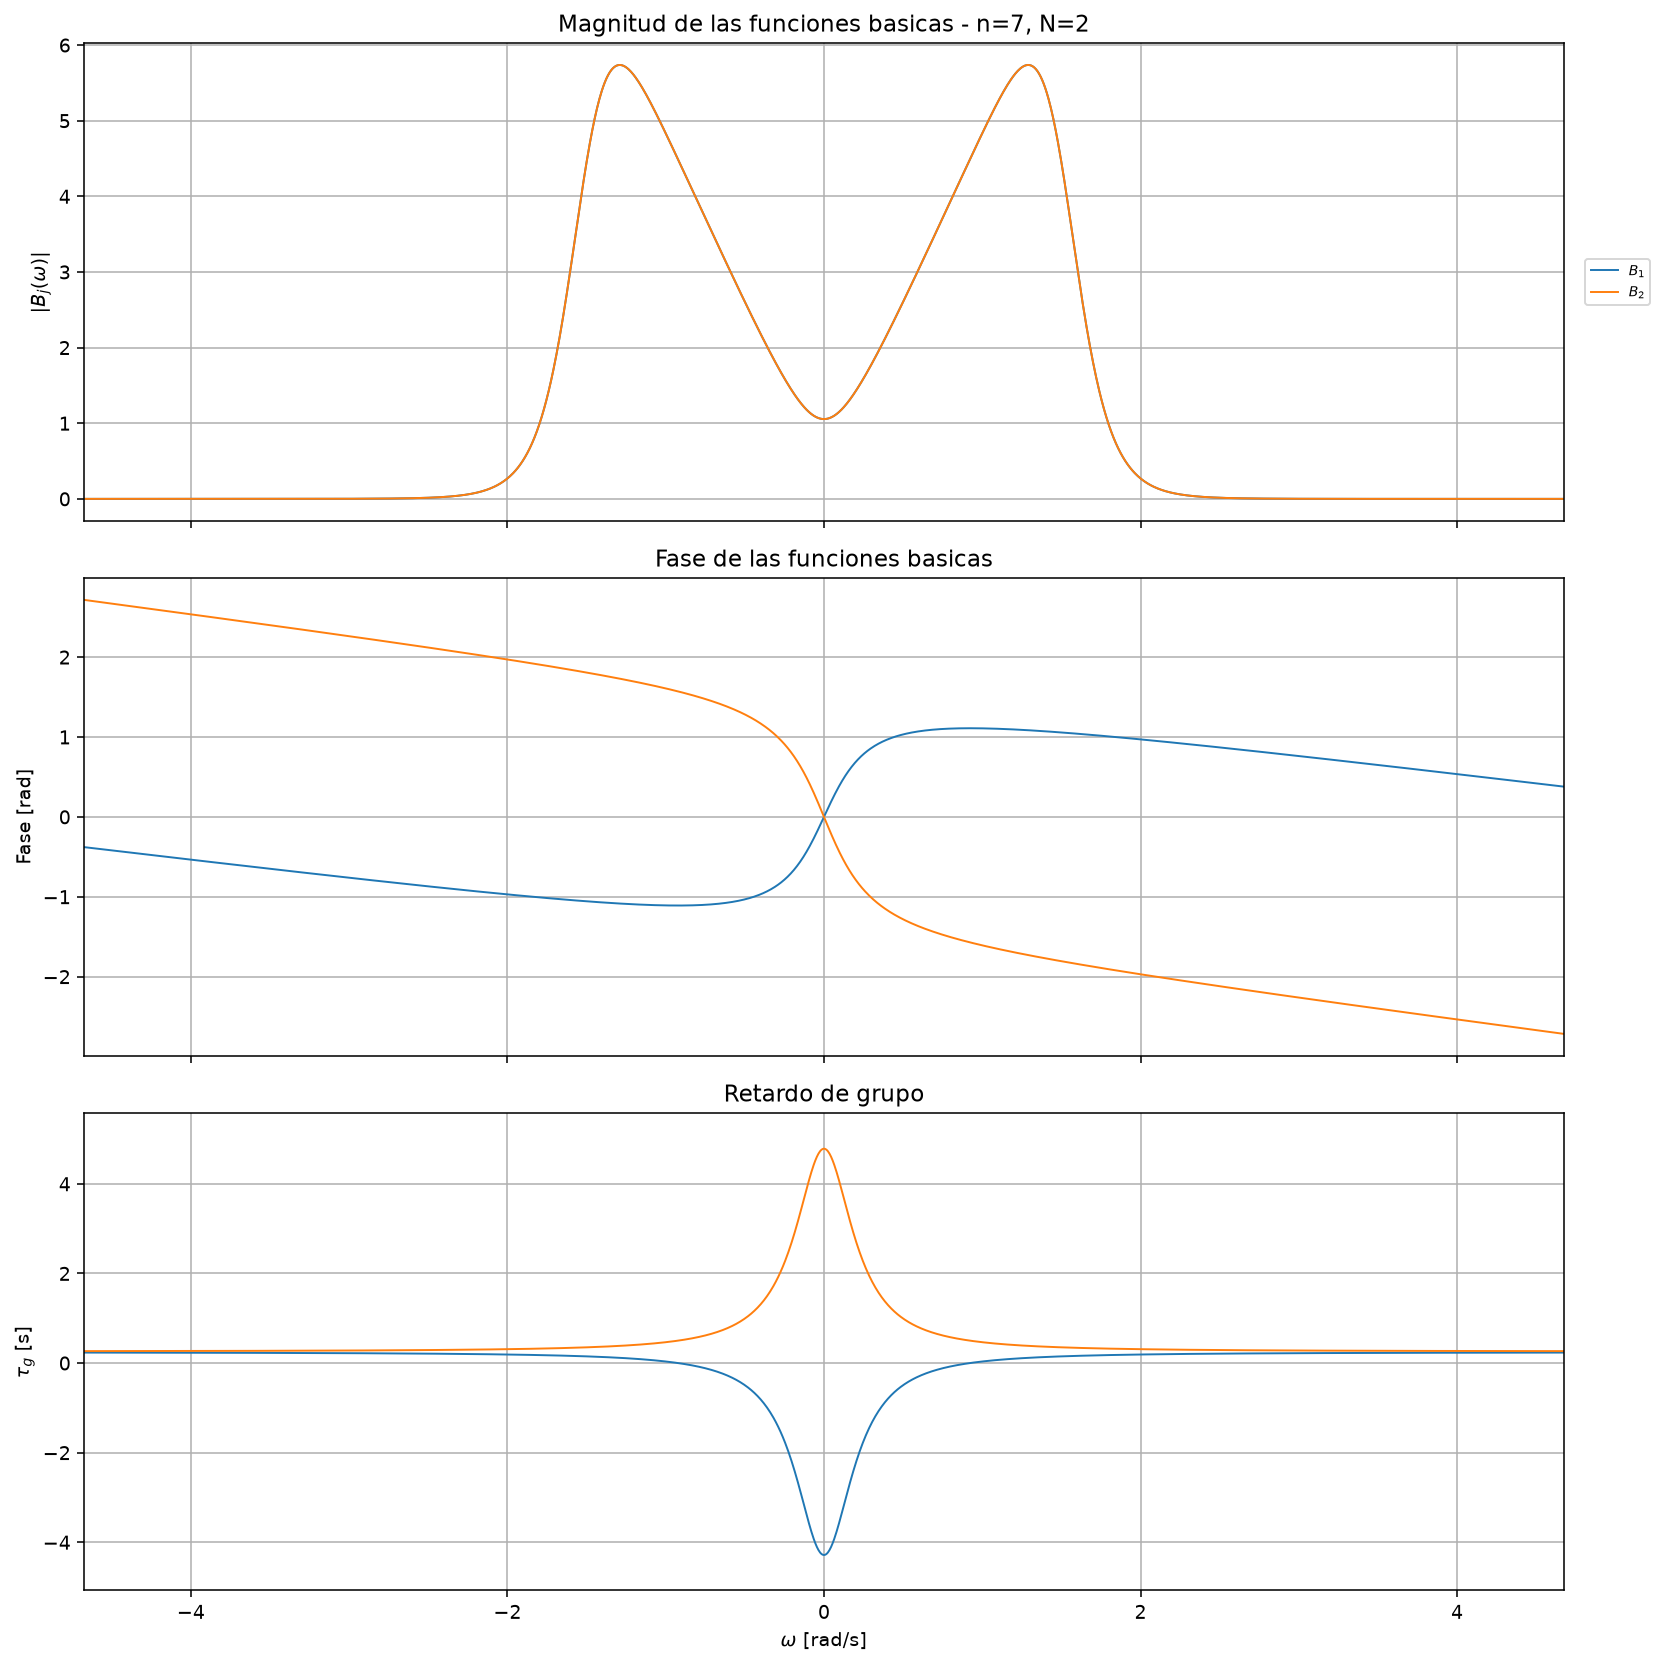 Magnitud de las funciones basicas - n=7, N=2
|B_j(ω)|
6
5
4
3
2
1
0
B_1
B_2
Fase de las funciones basicas
Fase [rad]
2
1
0
−1
−2
Retardo de grupo
τ_g [s]
4
2
0
−2
−4
−4
−2
0
2
4
ω [rad/s]